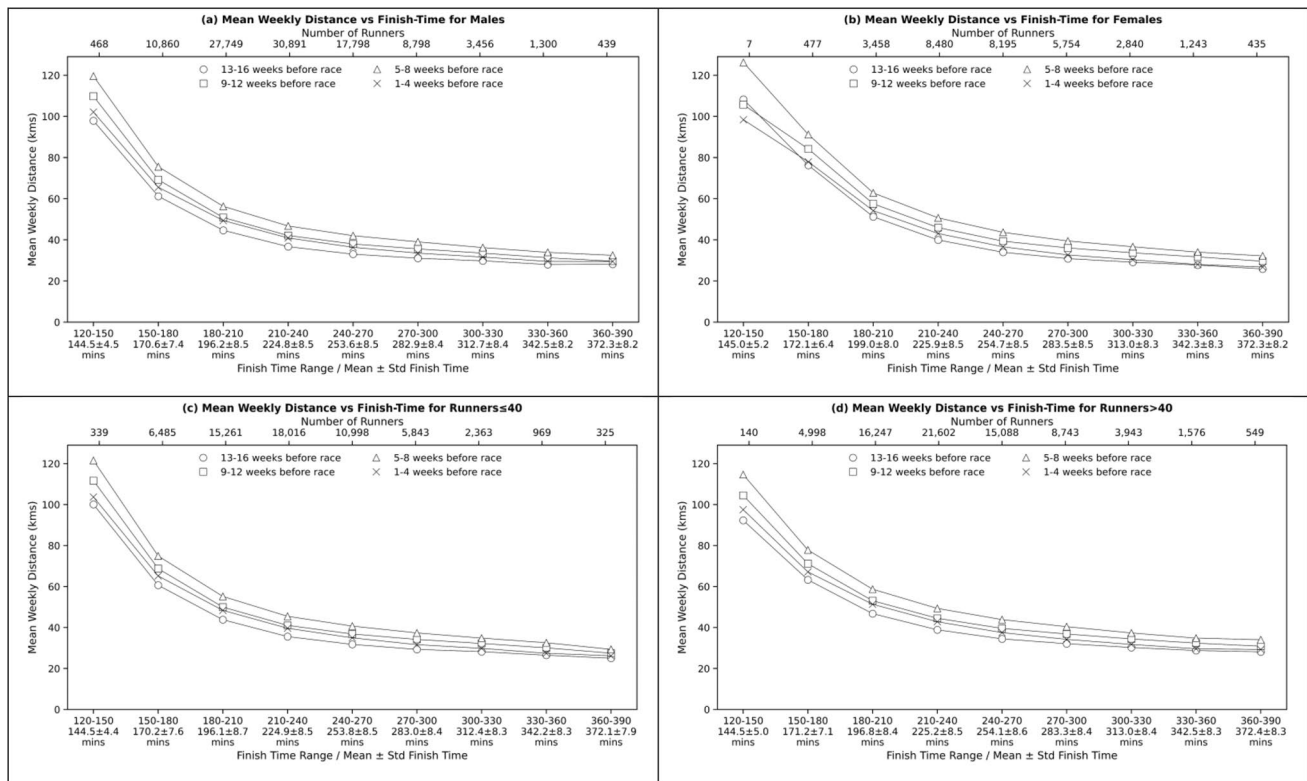 (a) Mean Weekly Distance vs Finish-Time for Males
Number of Runners
468 10,860 27,749 30,891 17,798 8,798 3,456 1,300 439
13-16 weeks before race 5-8 weeks before race
9-12 weeks before race 1-4 weeks before race
120
100
80
60
40
20
0
Mean Weekly Distance (kms)
120-150 150-180 180-210 210-240 240-270 270-300 300-330 330-360 360-390
144.5±4.5 170.6±7.4 196.2±8.5 224.8±8.5 253.6±8.5 282.9±8.4 312.7±8.4 342.5±8.2 372.3±8.2
mins mins mins mins mins mins mins mins mins
Finish Time Range / Mean ± Std Finish Time
(b) Mean Weekly Distance vs Finish-Time for Females
Number of Runners
7 477 3,458 8,480 8,195 5,754 2,840 1,243 435
13-16 weeks before race 5-8 weeks before race
9-12 weeks before race 1-4 weeks before race
120
100
80
60
40
20
0
Mean Weekly Distance (kms)
120-150 150-180 180-210 210-240 240-270 270-300 300-330 330-360 360-390
145.0±5.2 172.1±6.4 199.0±8.0 225.9±8.5 254.7±8.5 283.5±8.5 313.0±8.3 342.3±8.3 372.3±8.2
mins mins mins mins mins mins mins mins mins
Finish Time Range / Mean ± Std Finish Time
(c) Mean Weekly Distance vs Finish-Time for Runners≤40
Number of Runners
339 6,485 15,261 18,016 10,998 5,843 2,363 969 325
13-16 weeks before race 5-8 weeks before race
9-12 weeks before race 1-4 weeks before race
120
100
80
60
40
20
0
Mean Weekly Distance (kms)
120-150 150-180 180-210 210-240 240-270 270-300 300-330 330-360 360-390
144.5±4.4 170.2±7.6 196.1±8.7 224.9±8.5 253.8±8.5 283.0±8.4 312.4±8.3 342.2±8.3 372.1±7.9
mins mins mins mins mins mins mins mins mins
Finish Time Range / Mean ± Std Finish Time
(d) Mean Weekly Distance vs Finish-Time for Runners>40
Number of Runners
140 4,998 16,247 21,602 15,088 8,743 3,943 1,576 549
13-16 weeks before race 5-8 weeks before race
9-12 weeks before race 1-4 weeks before race
120
100
80
60
40
20
0
Mean Weekly Distance (kms)
120-150 150-180 180-210 210-240 240-270 270-300 300-330 330-360 360-390
144.5±5.0 171.2±7.1 196.8±8.4 225.2±8.5 254.1±8.6 283.3±8.4 313.0±8.4 342.5±8.3 372.4±8.3
mins mins mins mins mins mins mins mins mins
Finish Time Range / Mean ± Std Finish Time